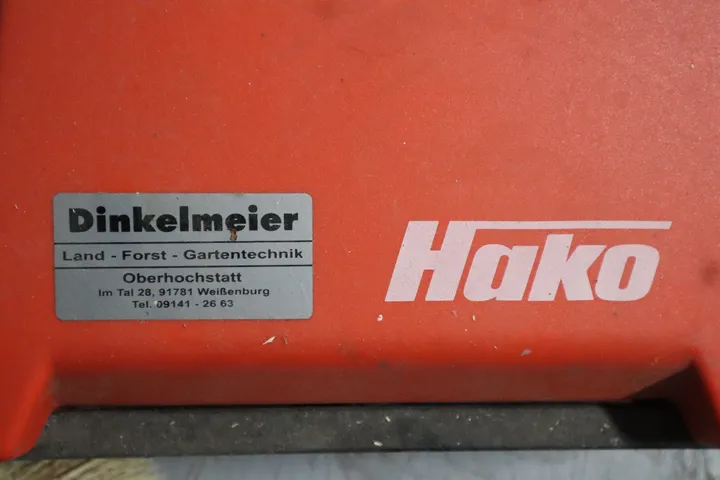 Dinkelmeier
Land - Forst - Gartentechnik
Oberhochstatt
Im Tal 28, 91781 Weißenburg
Tel. 09141 - 26 63
Hako